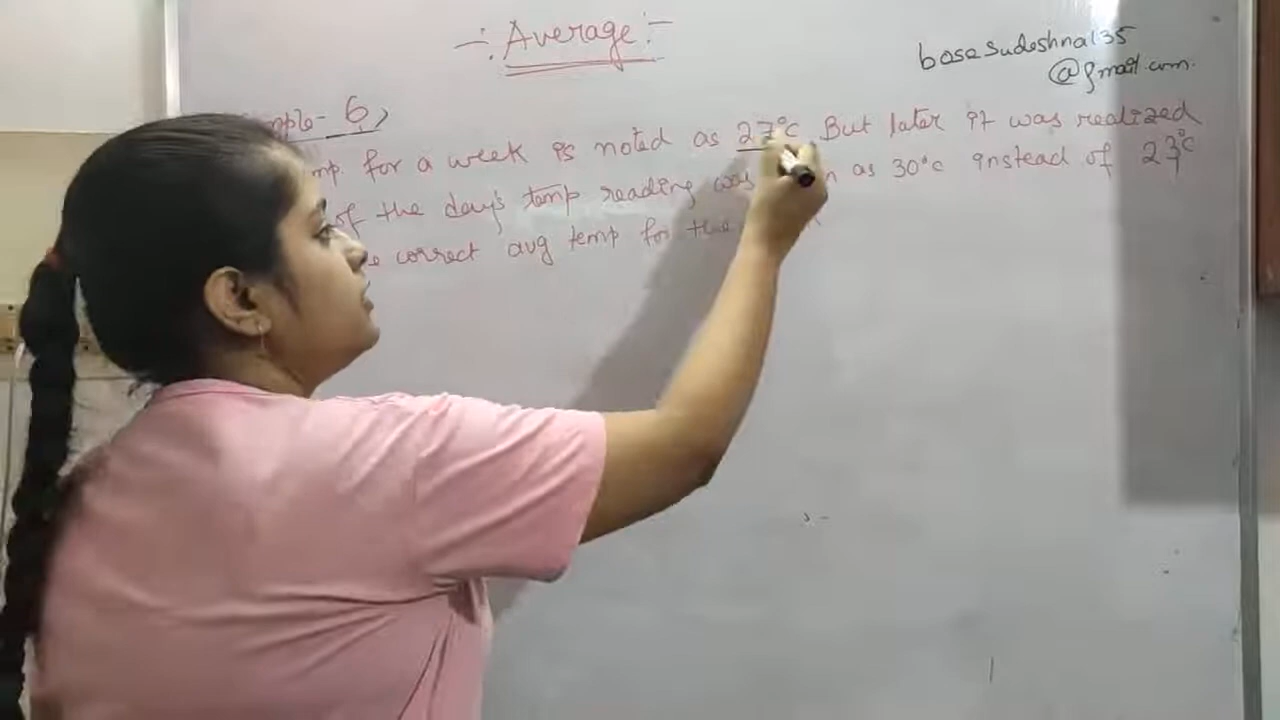 -: Average :-
bosesudeshna135
@gmail.com.
mple- 6,
mp. for a week is noted as 27°C But later it was realized
of the days temp reading was n as 30°C instead of 23°C
e correct avg temp for the